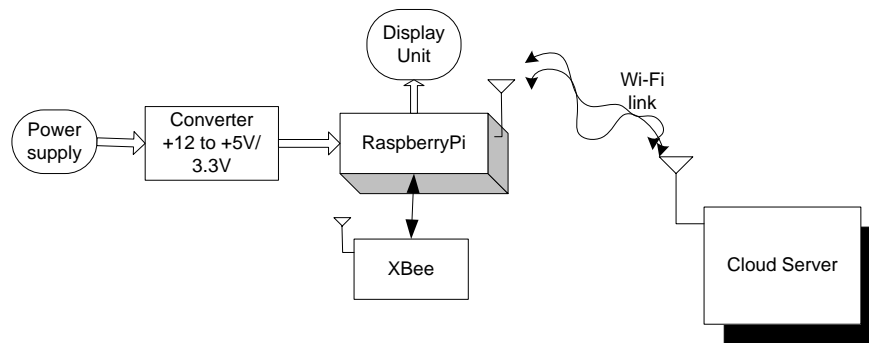 Display
Unit
Wi-Fi
link
Power
supply
Converter
+12 to +5V/
3.3V
RaspberryPi
XBee
Cloud Server